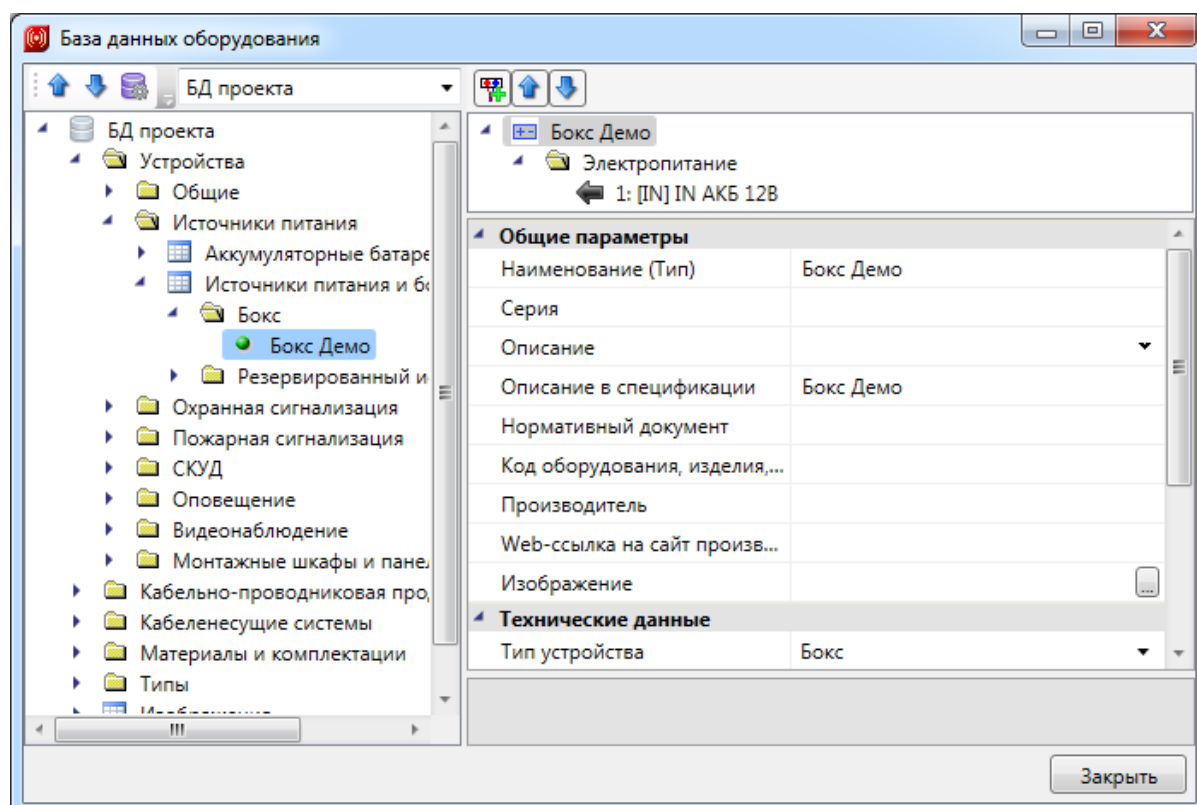 База данных оборудования
БД проекта
БД проекта
Устройства
Общие
Источники питания
Аккумуляторные батаре
Источники питания и бо
Бокс
Бокс Демо
Резервированный и
Охранная сигнализация
Пожарная сигнализация
СКУД
Оповещение
Видеонаблюдение
Монтажные шкафы и пане
Кабельно-проводниковая про
Кабеленесущие системы
Материалы и комплектации
Типы
Изображения
Бокс Демо
Электропитание
1: [IN] IN АКБ 12В
Общие параметры
Наименование (Тип) Бокс Демо
Серия
Описание
Описание в спецификации Бокс Демо
Нормативный документ
Код оборудования, изделия,...
Производитель
Web-ссылка на сайт произв...
Изображение ...
Технические данные
Тип устройства Бокс
Закрыть